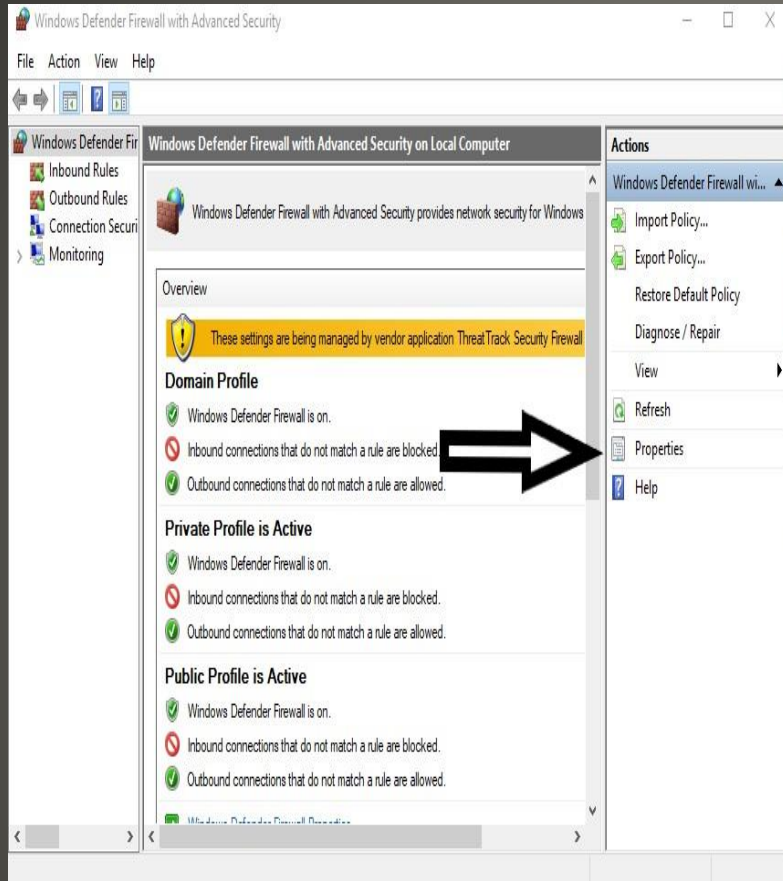 Windows Defender Firewall with Advanced Security
File Action View Help
Windows Defender Fir
Inbound Rules
Outbound Rules
Connection Securi
Monitoring
Windows Defender Firewall with Advanced Security on Local Computer
Windows Defender Firewall with Advanced Security provides network security for Windows
Overview
These settings are being managed by vendor application ThreatTrack Security Firewall
Domain Profile
Windows Defender Firewall is on.
Inbound connections that do not match a rule are blocked.
Outbound connections that do not match a rule are allowed.
Private Profile is Active
Windows Defender Firewall is on.
Inbound connections that do not match a rule are blocked.
Outbound connections that do not match a rule are allowed.
Public Profile is Active
Windows Defender Firewall is on.
Inbound connections that do not match a rule are blocked.
Outbound connections that do not match a rule are allowed.
Windows Defender Firewall Properties
Actions
Windows Defender Firewall wi...
Import Policy...
Export Policy...
Restore Default Policy
Diagnose / Repair
View
Refresh
Properties
Help